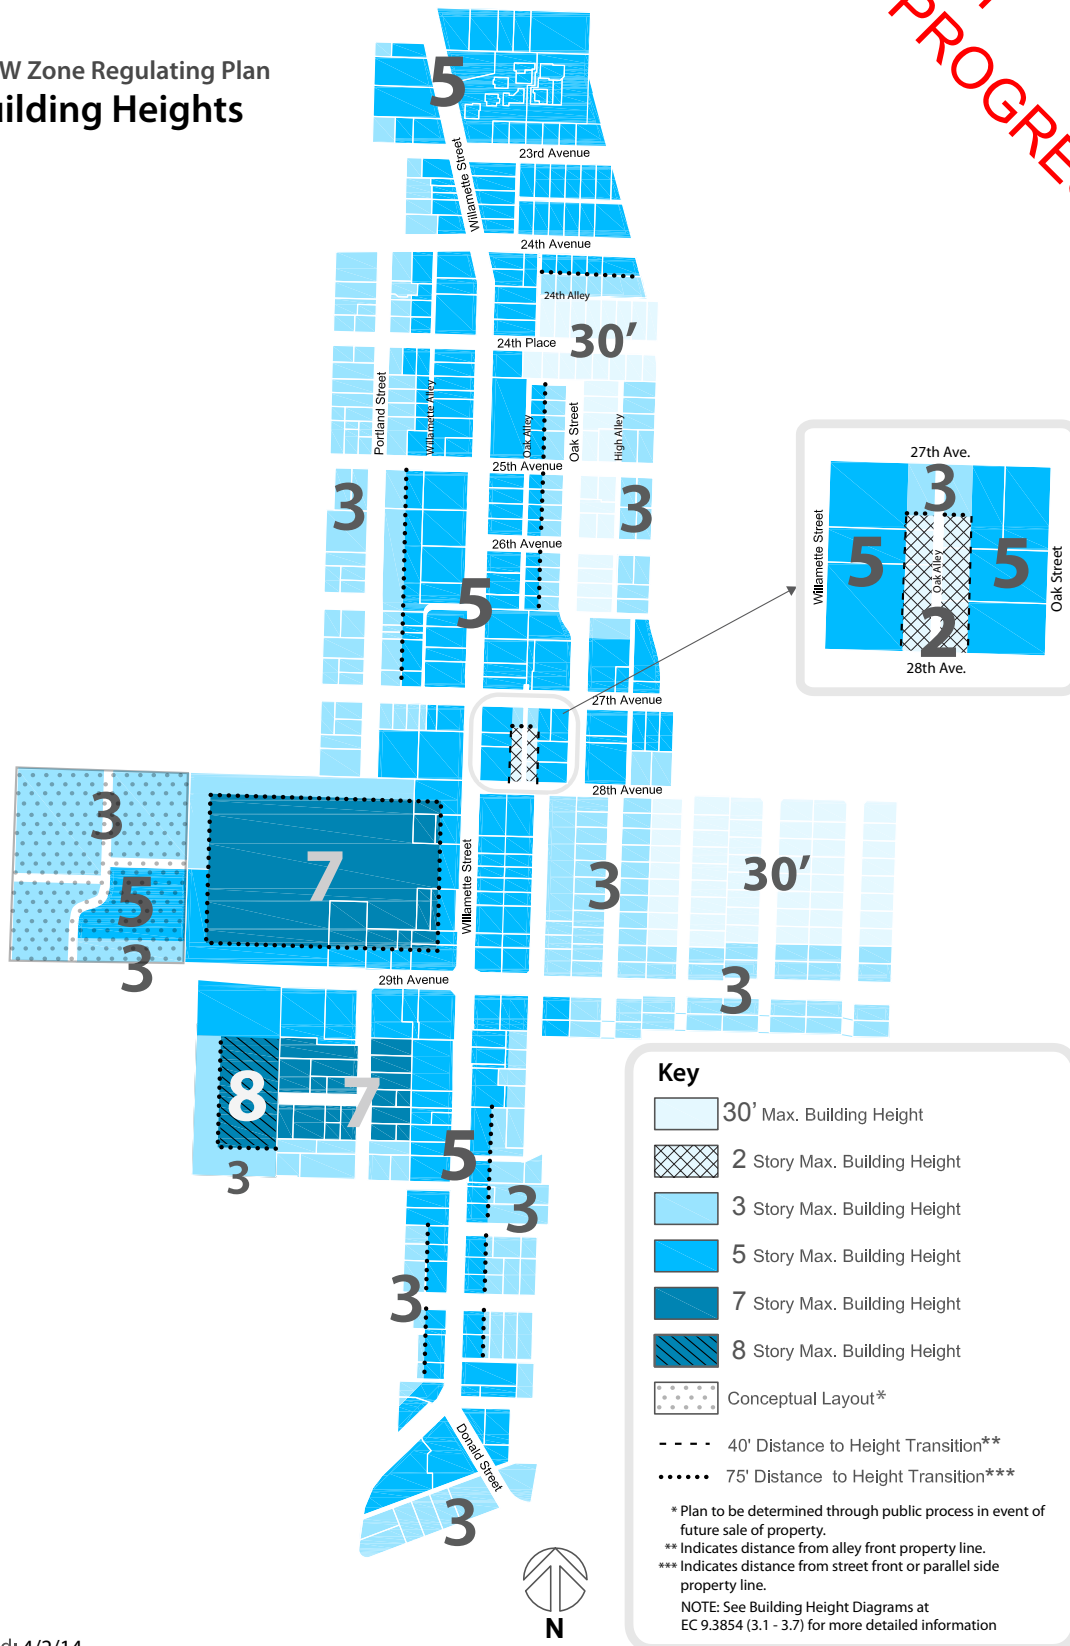 W Zone Regulating Plan
Building Heights
PROGRE
5
Willamette Street
23rd Avenue
24th Avenue
24th Alley
30'
24th Place
Portland Street
Willamette Alley
Oak Alley
Oak Street
High Alley
25th Avenue
3
3
26th Avenue
5
27th Avenue
28th Avenue
27th Ave.
3
Willamette Street
5
Oak Alley
5
Oak Street
2
28th Ave.
3
5
3
7
Willamette Street
3
30'
3
29th Avenue
8
7
3
5
3
3
Donald Street
3
N
Key
30' Max. Building Height
2 Story Max. Building Height
3 Story Max. Building Height
5 Story Max. Building Height
7 Story Max. Building Height
8 Story Max. Building Height
Conceptual Layout*
40' Distance to Height Transition**
75' Distance to Height Transition***
* Plan to be determined through public process in event of
future sale of property.
** Indicates distance from alley front property line.
*** Indicates distance from street front or parallel side
property line.
NOTE: See Building Height Diagrams at
EC 9.3854 (3.1 - 3.7) for more detailed information
d: 4/2/14